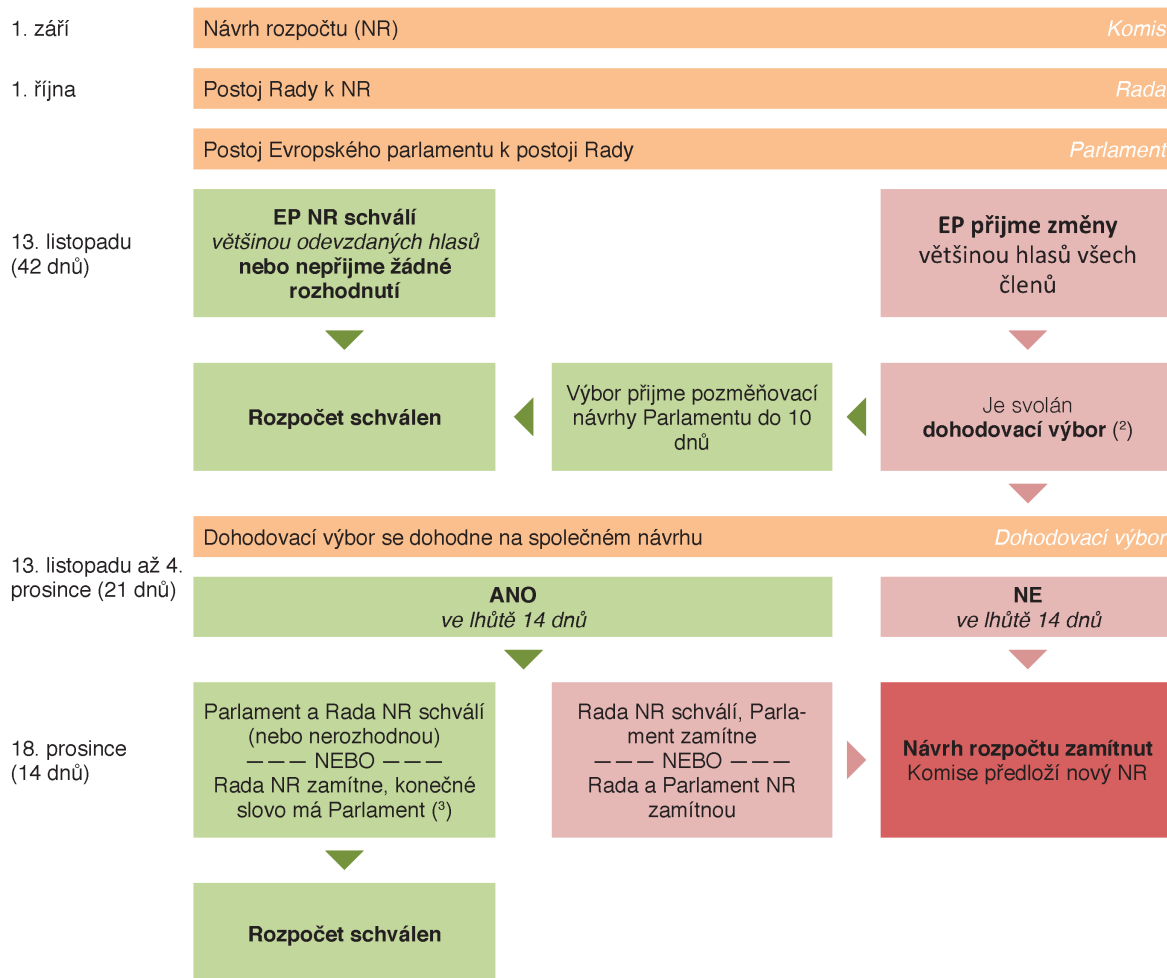 1. září
Návrh rozpočtu (NR)
Komis
1. října
Postoj Rady k NR
Rada
Postoj Evropského parlamentu k postoji Rady
Parlament
13. listopadu
(42 dnů)
EP NR schválí
většinou odevzdaných hlasů
nebo nepřijme žádné
rozhodnutí
EP přijme změny
většinou hlasů všech
členů
Rozpočet schválen
Výbor přijme pozměňovací
návrhy Parlamentu do 10
dnů
Je svolán
dohodovací výbor (²)
13. listopadu až 4.
prosince (21 dnů)
Dohodovací výbor se dohodne na společném návrhu
Dohodovací výbor
ANO
ve lhůtě 14 dnů
NE
ve lhůtě 14 dnů
18. prosince
(14 dnů)
Parlament a Rada NR schválí
(nebo nerozhodnou)
——— NEBO ———
Rada NR zamítne, konečné
slovo má Parlament (³)
Rada NR schválí, Parla-
ment zamítne
——— NEBO ———
Rada a Parlament NR
zamítnou
Návrh rozpočtu zamítnut
Komise předloží nový NR
Rozpočet schválen